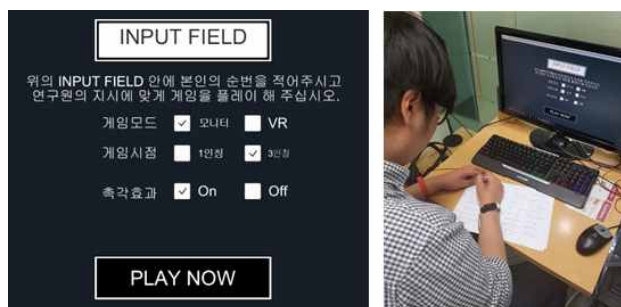 INPUT FIELD
위의 INPUT FIELD 안에 본인의 순번을 적어주시고
연구원의 지시에 맞게 게임을 플레이 해 주십시오.
게임모드 모니터 VR
게임시점 1인칭 3인칭
촉각효과 On Off
PLAY NOW
PLAY NOW